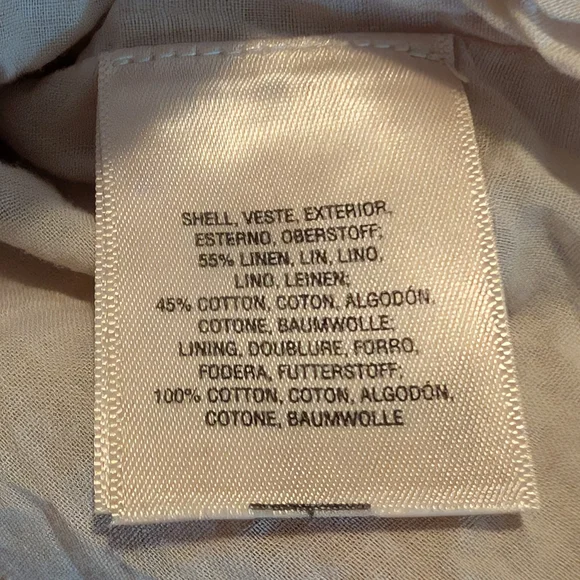 SHELL, VESTE, EXTERIOR,
ESTERNO, OBERSTOFF;
55% LINEN, LIN, LINO,
LINO, LEINEN;
45% COTTON, COTON, ALGODÓN,
COTONE, BAUMWOLLE;
LINING, DOUBLURE, FORRO,
FODERA, FUTTERSTOFF;
100% COTTON, COTON, ALGODÓN,
COTONE, BAUMWOLLE